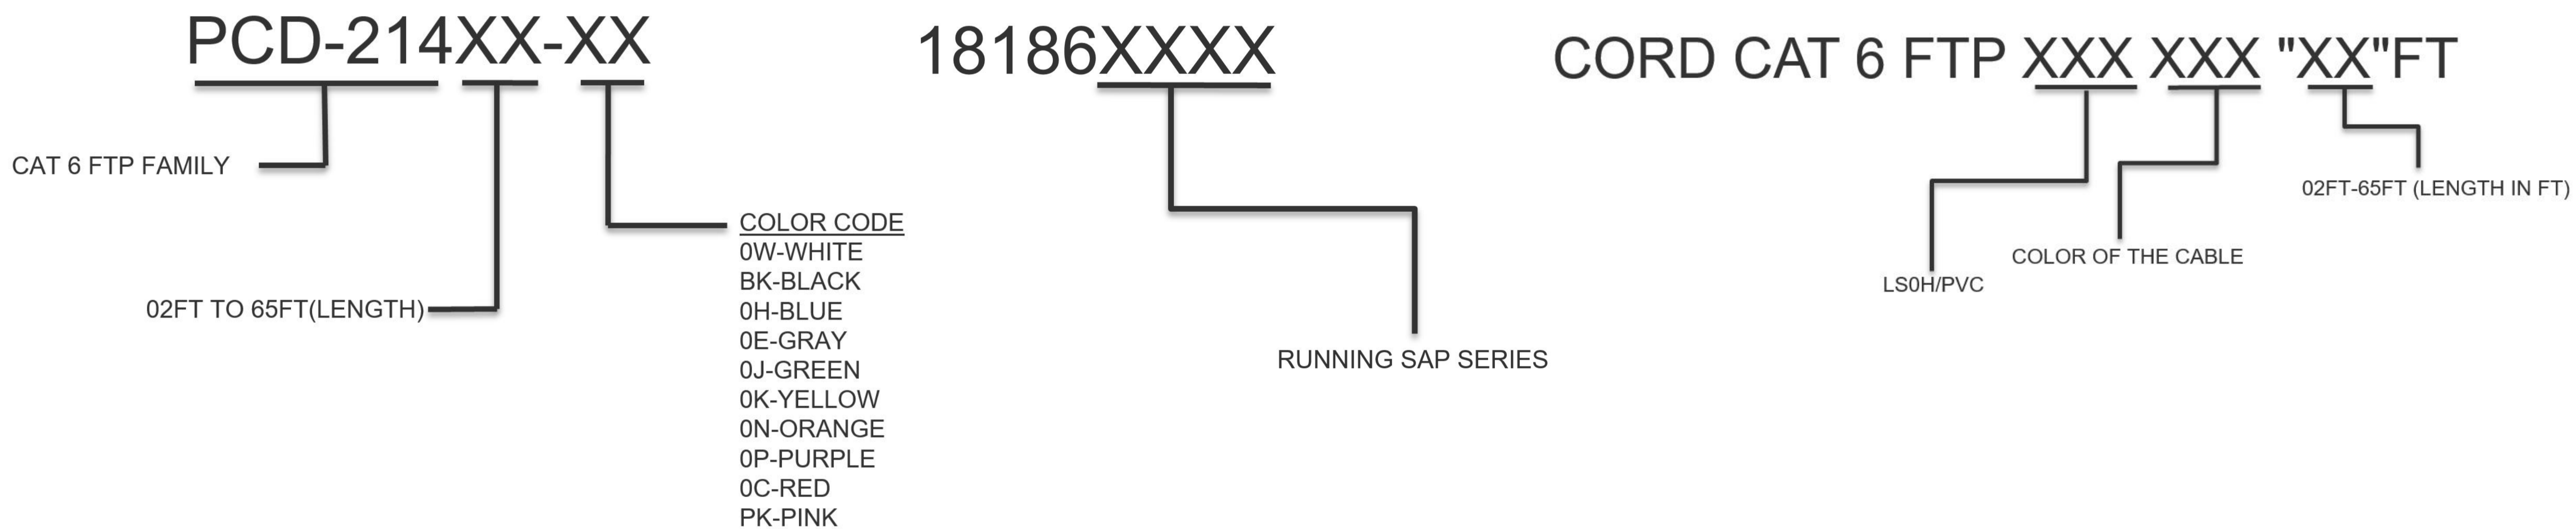 PCD-214XX-XX
18186XXXX
CORD CAT 6 FTP XXX XXX "XX"FT
CAT 6 FTP FAMILY
02FT TO 65FT(LENGTH)
COLOR CODE
0W-WHITE
BK-BLACK
0H-BLUE
0E-GRAY
0J-GREEN
0K-YELLOW
0N-ORANGE
0P-PURPLE
0C-RED
PK-PINK
RUNNING SAP SERIES
LS0H/PVC
COLOR OF THE CABLE
02FT-65FT (LENGTH IN FT)